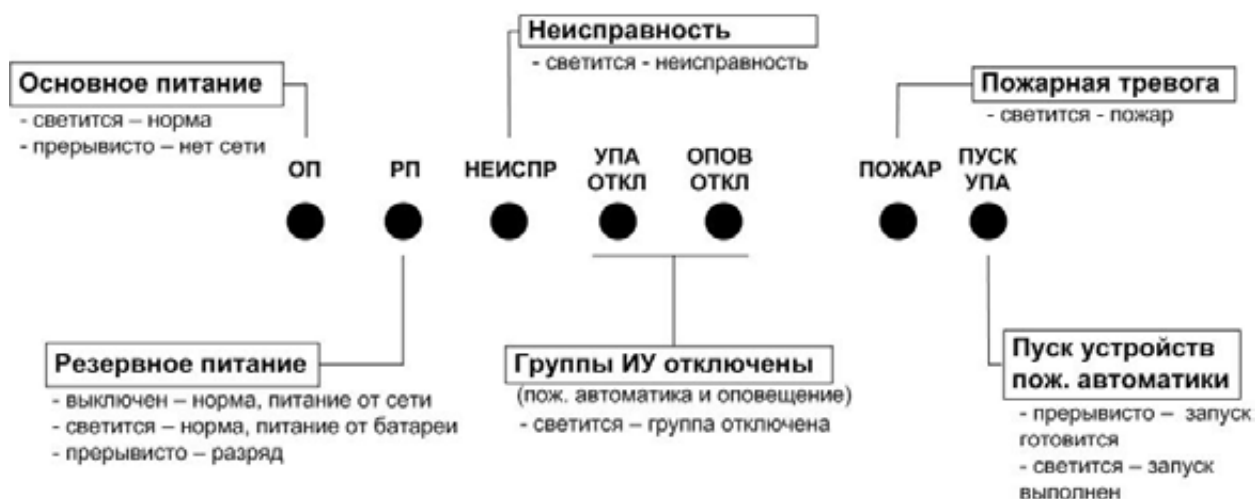 Неисправность
- светится - неисправность
Основное питание
- светится – норма
- прерывисто – нет сети
Пожарная тревога
- светится - пожар
ОП
РП
НЕИСПР
УПА
ОТКЛ
ОПОВ
ОТКЛ
ПОЖАР
ПУСК
УПА
Резервное питание
- выключен – норма, питание от сети
- светится – норма, питание от батареи
- прерывисто – разряд
Группы ИУ отключены
(пож. автоматика и оповещение)
- светится – группа отключена
Пуск устройств
пож. автоматики
- прерывисто – запуск
готовится
- светится – запуск
выполнен